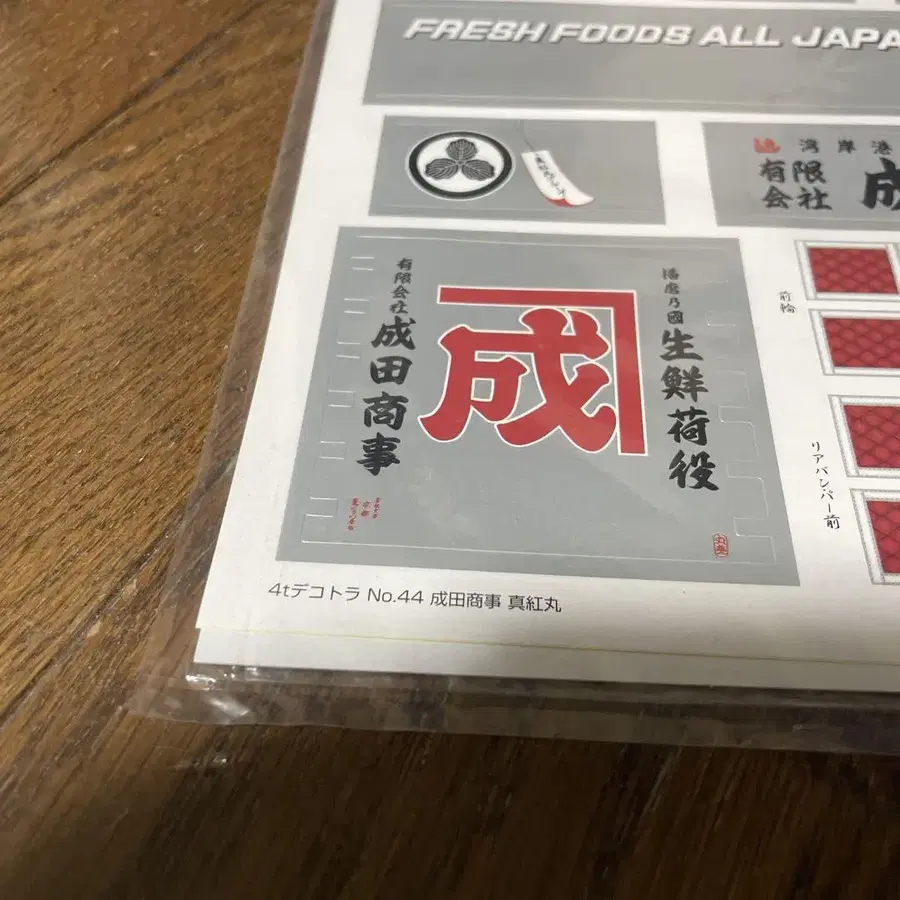 FRESH FOODS ALL JAPA
湾岸港
有限
会社
成
有限会社
成田商事
成
播磨乃國
生鮮荷役
前輪
リアバンパー前
4tデコトラ No.44 成田商事 真紅丸